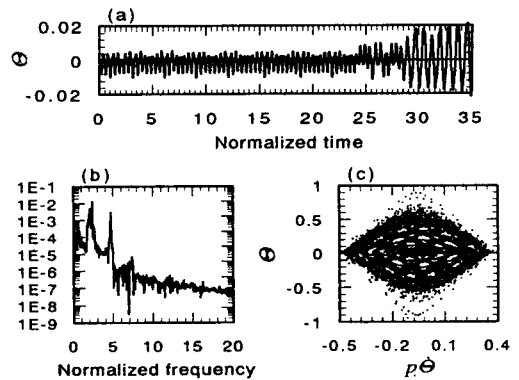 (a)
0.02
Θ
0
-0.02
0 5 10 15 20 25 30 35
Normalized time
(b)
1E-1
1E-2
1E-3
1E-4
1E-5
1E-6
1E-7
1E-8
1E-9
0 5 10 15 20
Normalized frequency
(c)
1
0.5
Θ
0
-0.5
-1
-0.5 -0.2 0.1 0.4
p.Θ̇